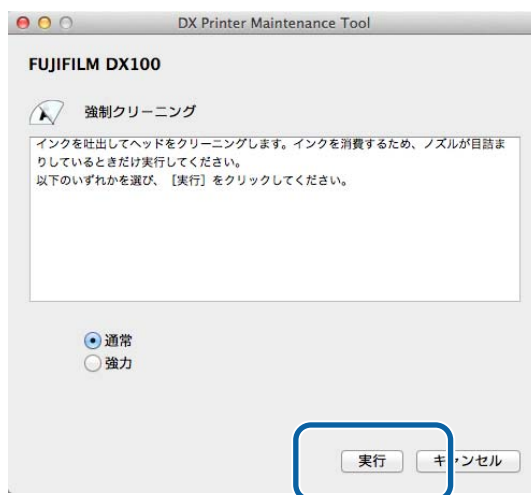 DX Printer Maintenance Tool
FUJIFILM DX100
強制クリーニング
インクを吐出してヘッドをクリーニングします。インクを消費するため、ノズルが目詰ま
りしているときだけ実行してください。
以下のいずれかを選び、［実行］をクリックしてください。
通常
強力
実行 キャンセル